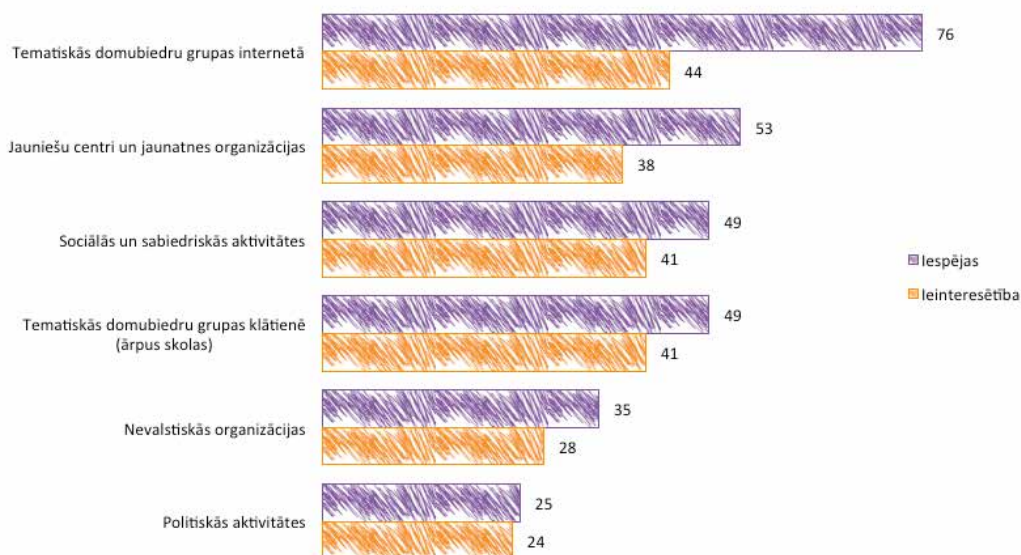 Tematiskās domubiedru grupas internetā
76
44
Jauniešu centri un jaunatnes organizācijas
53
38
Sociālās un sabiedriskās aktivitātes
49
41
Iespējas
Ieinteresētība
Tematiskās domubiedru grupas klātienē
(ārpus skolas)
49
41
Nevalstiskās organizācijas
35
28
Politiskās aktivitātes
25
24